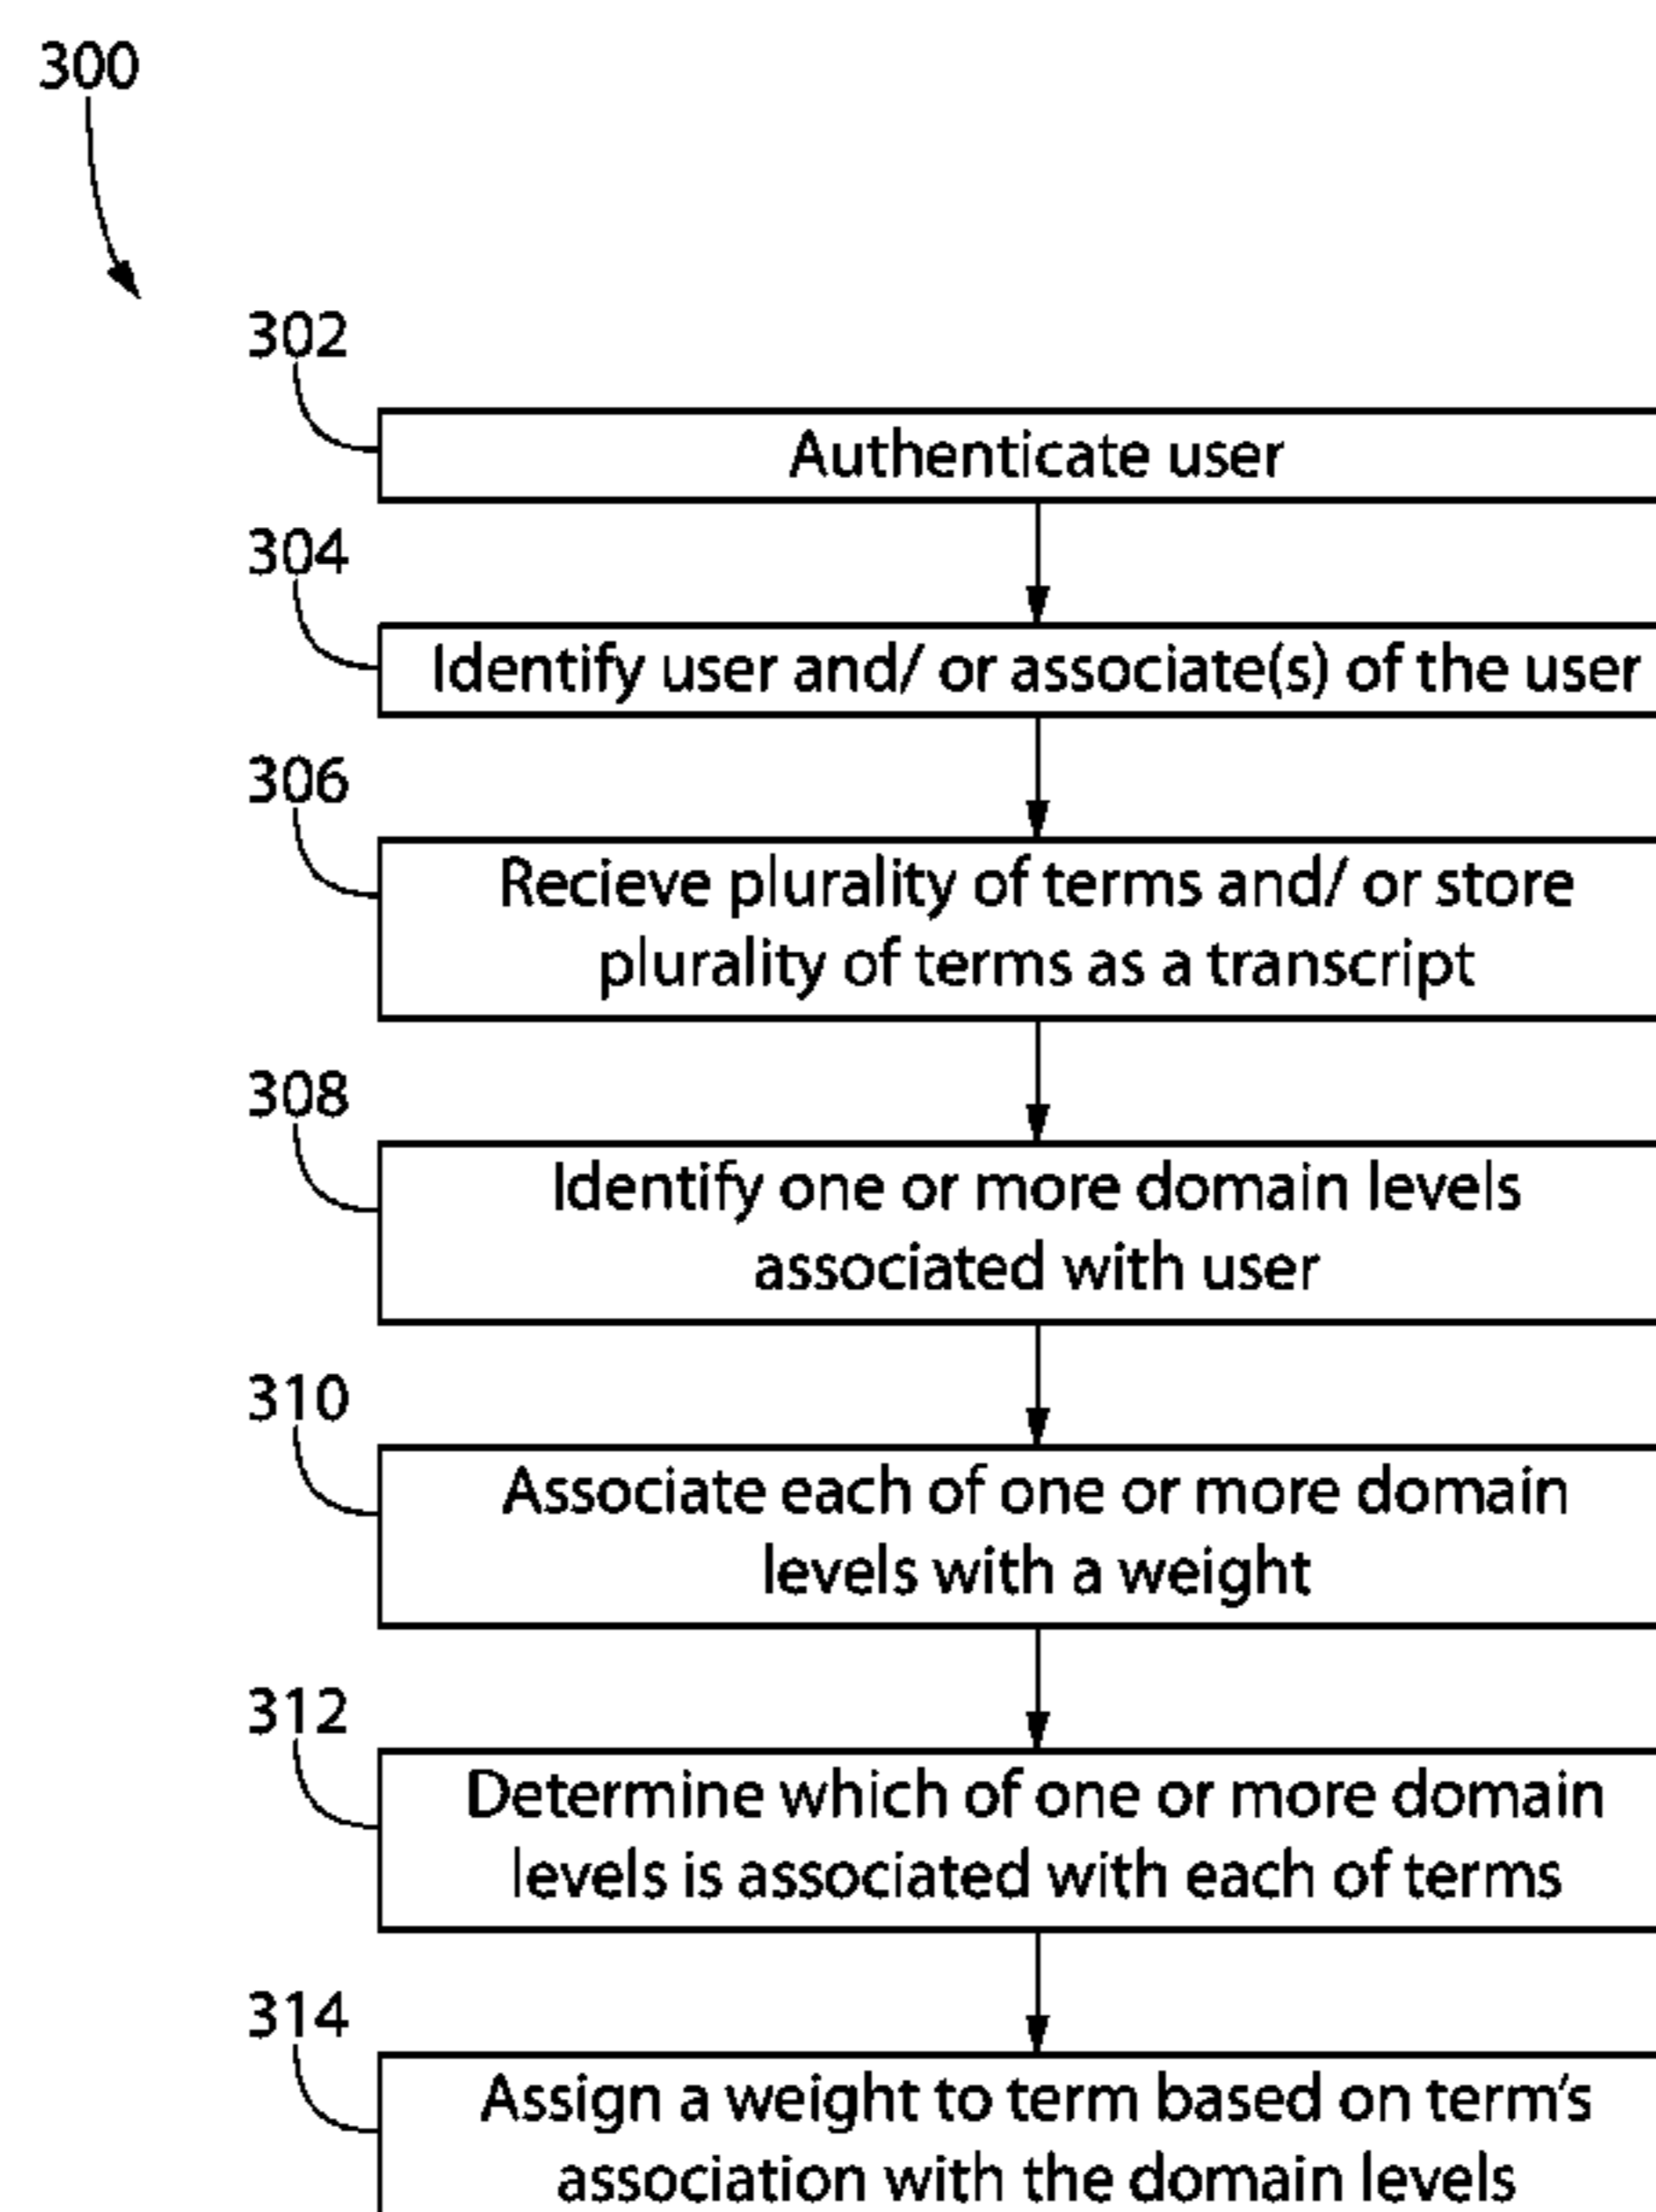 300
302
Authenticate user
304
Identify user and/ or associate(s) of the user
306
Recieve plurality of terms and/ or store
plurality of terms as a transcript
308
Identify one or more domain levels
associated with user
310
Associate each of one or more domain
levels with a weight
312
Determine which of one or more domain
levels is associated with each of terms
314
Assign a weight to term based on term's
association with the domain levels